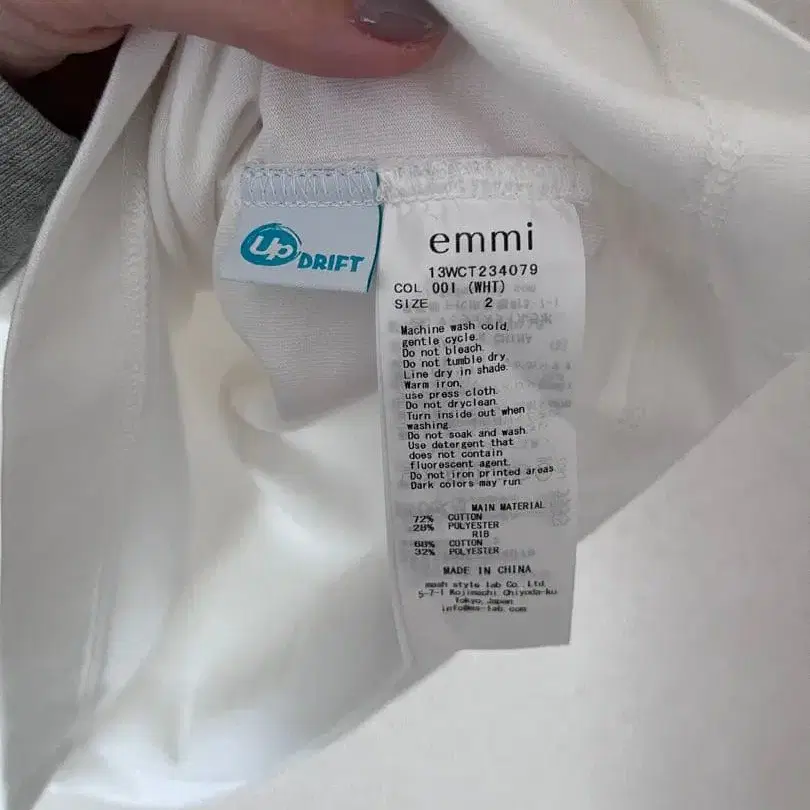 Up DRIFT
emmi
13WCT234079
COL 001 (WHT)
SIZE 2
Machine wash cold,
gentle cycle.
Do not bleach.
Do not tumble dry.
Line dry in shade.
Warm iron,
use press cloth.
Do not dryclean.
Turn inside out when
washing.
Do not soak and wash.
Use detergent that
does not contain
fluorescent agent.
Do not iron printed areas.
Dark colors may run.
MAIN MATERIAL
72% COTTON
28% POLYESTER
RIB
68% COTTON
32% POLYESTER
MADE IN CHINA
mash style lab Co.,Ltd.
5-7-1 Kojimachi Chiyoda-ku
Tokyo, Japan
info@ms-lab.com